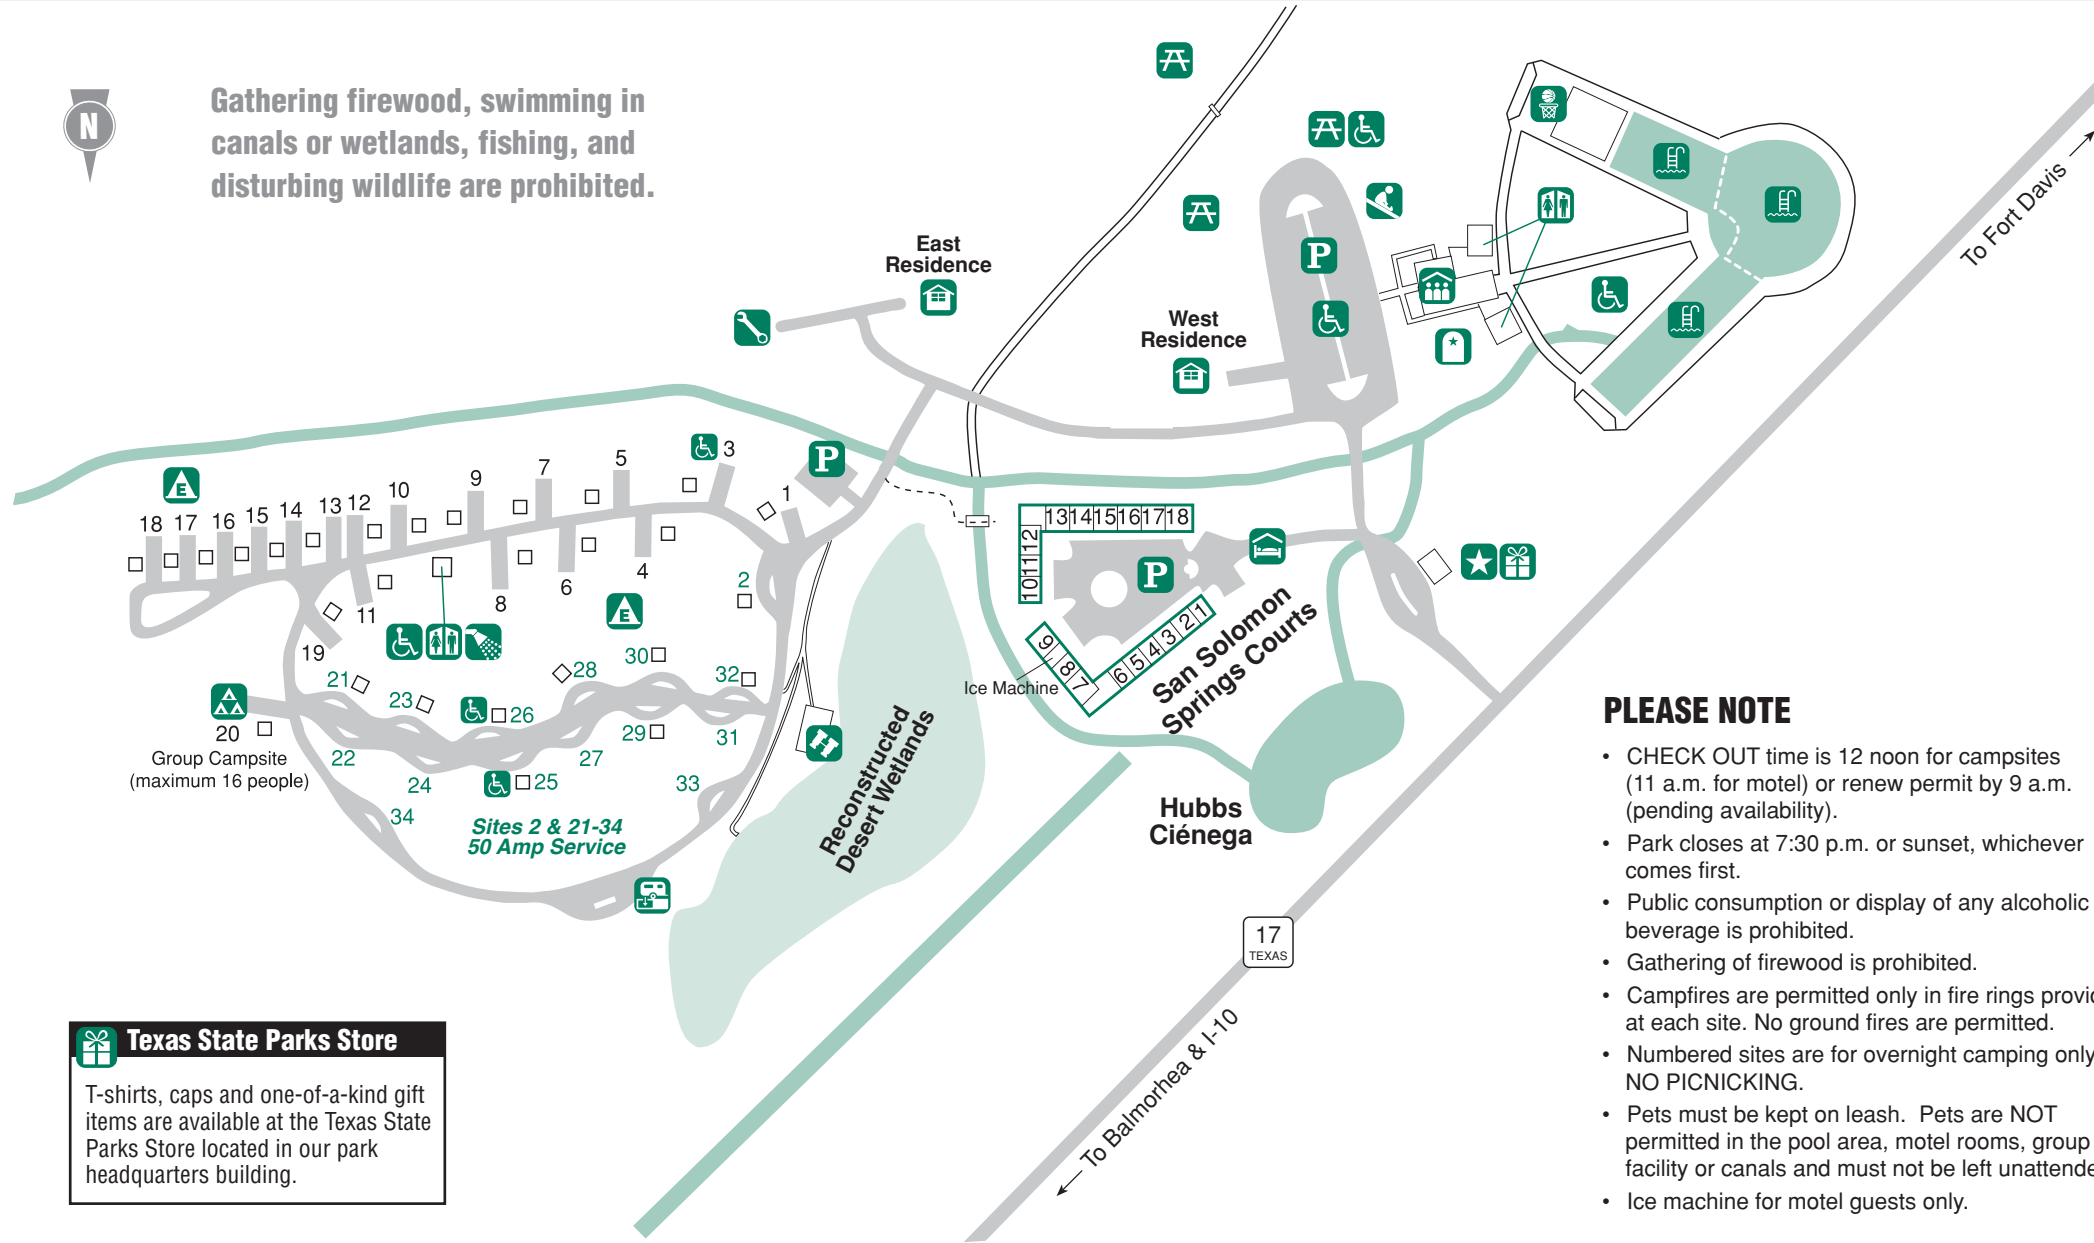 N
Gathering firewood, swimming in
canals or wetlands, fishing, and
disturbing wildlife are prohibited.
East
Residence
West
Residence
P
P
P
P
To Fort Davis
E
E
18
17
16
15
14
13
12
10
9
7
5
3
1
11
8
6
4
2
19
21
23
26
28
30
32
20
22
24
25
27
29
31
33
34
Group Campsite
(maximum 16 people)
Sites 2 & 21-34
50 Amp Service
13 14 15 16 17 18
12
11
10
9
8
7
6
5
4
3
2
1
Ice Machine
San Solomon
Springs Courts
Reconstructed
Desert Wetlands
Hubbs
Ciénega
17
TEXAS
To Balmorhea & I-10
Texas State Parks Store
T-shirts, caps and one-of-a-kind gift
items are available at the Texas State
Parks Store located in our park
headquarters building.
PLEASE NOTE
• CHECK OUT time is 12 noon for campsites
(11 a.m. for motel) or renew permit by 9 a.m.
(pending availability).
• Park closes at 7:30 p.m. or sunset, whichever
comes first.
• Public consumption or display of any alcoholic
beverage is prohibited.
• Gathering of firewood is prohibited.
• Campfires are permitted only in fire rings
at each site. No ground fires are permitted.
• Numbered sites are for overnight camping only
NO PICNICKING.
• Pets must be kept on leash. Pets are NOT
permitted in the pool area, motel rooms, group
facility or canals and must not be left
• Ice machine for motel guests only.